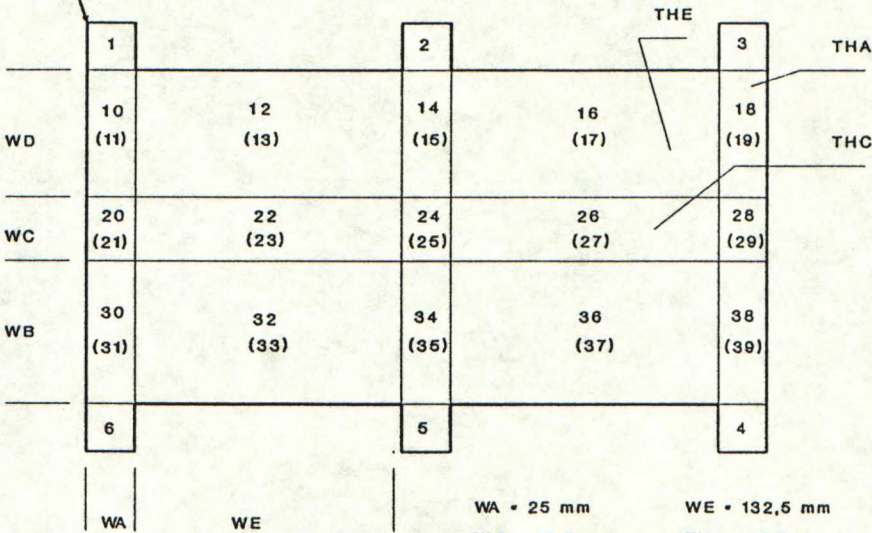 THE
1 2 3
THA
10 12 14 16 18
(11) (13) (15) (17) (19)
WD
THC
20 22 24 26 28
WC
(21) (23) (25) (27) (29)
30 32 34 36 38
WB
(31) (33) (35) (37) (39)
6 5 4
WA = 25 mm WE = 132,5 mm
WA WE